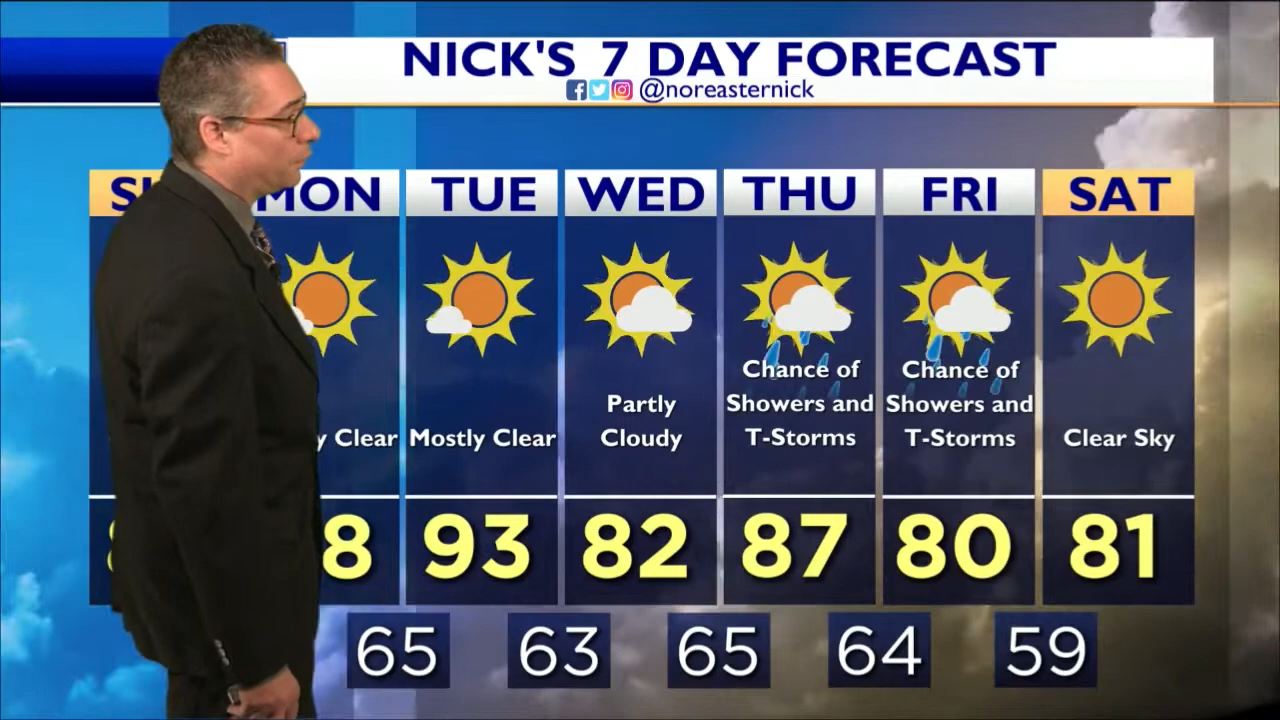 NICK'S 7 DAY FORECAST
@noreasternick
MON TUE WED THU FRI SAT
Chance of Chance of
Partly Showers and Showers and
Clear Mostly Clear Cloudy T-Storms T-Storms Clear Sky
8 93 82 87 80 81
65 63 65 64 59